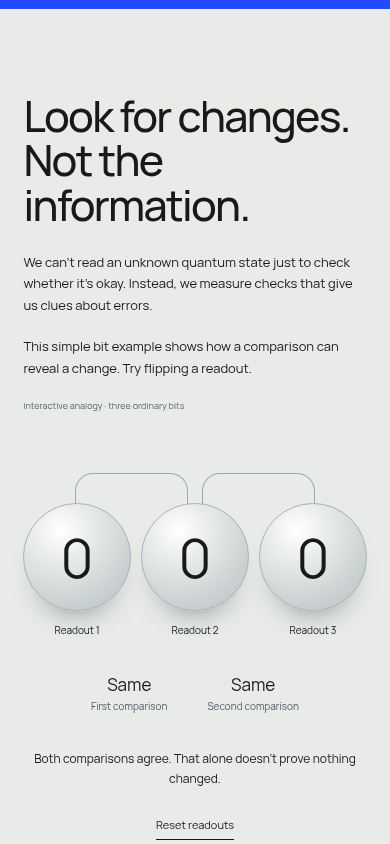 Look for changes.
Not the
information.
We can't read an unknown quantum state just to check
whether it's okay. Instead, we measure checks that give
us clues about errors.
This simple bit example shows how a comparison can
reveal a change. Try flipping a readout.
Interactive analogy · three ordinary bits
0 0 0
Readout 1 Readout 2 Readout 3
Same Same
First comparison Second comparison
Both comparisons agree. That alone doesn't prove nothing
changed.
Reset readouts